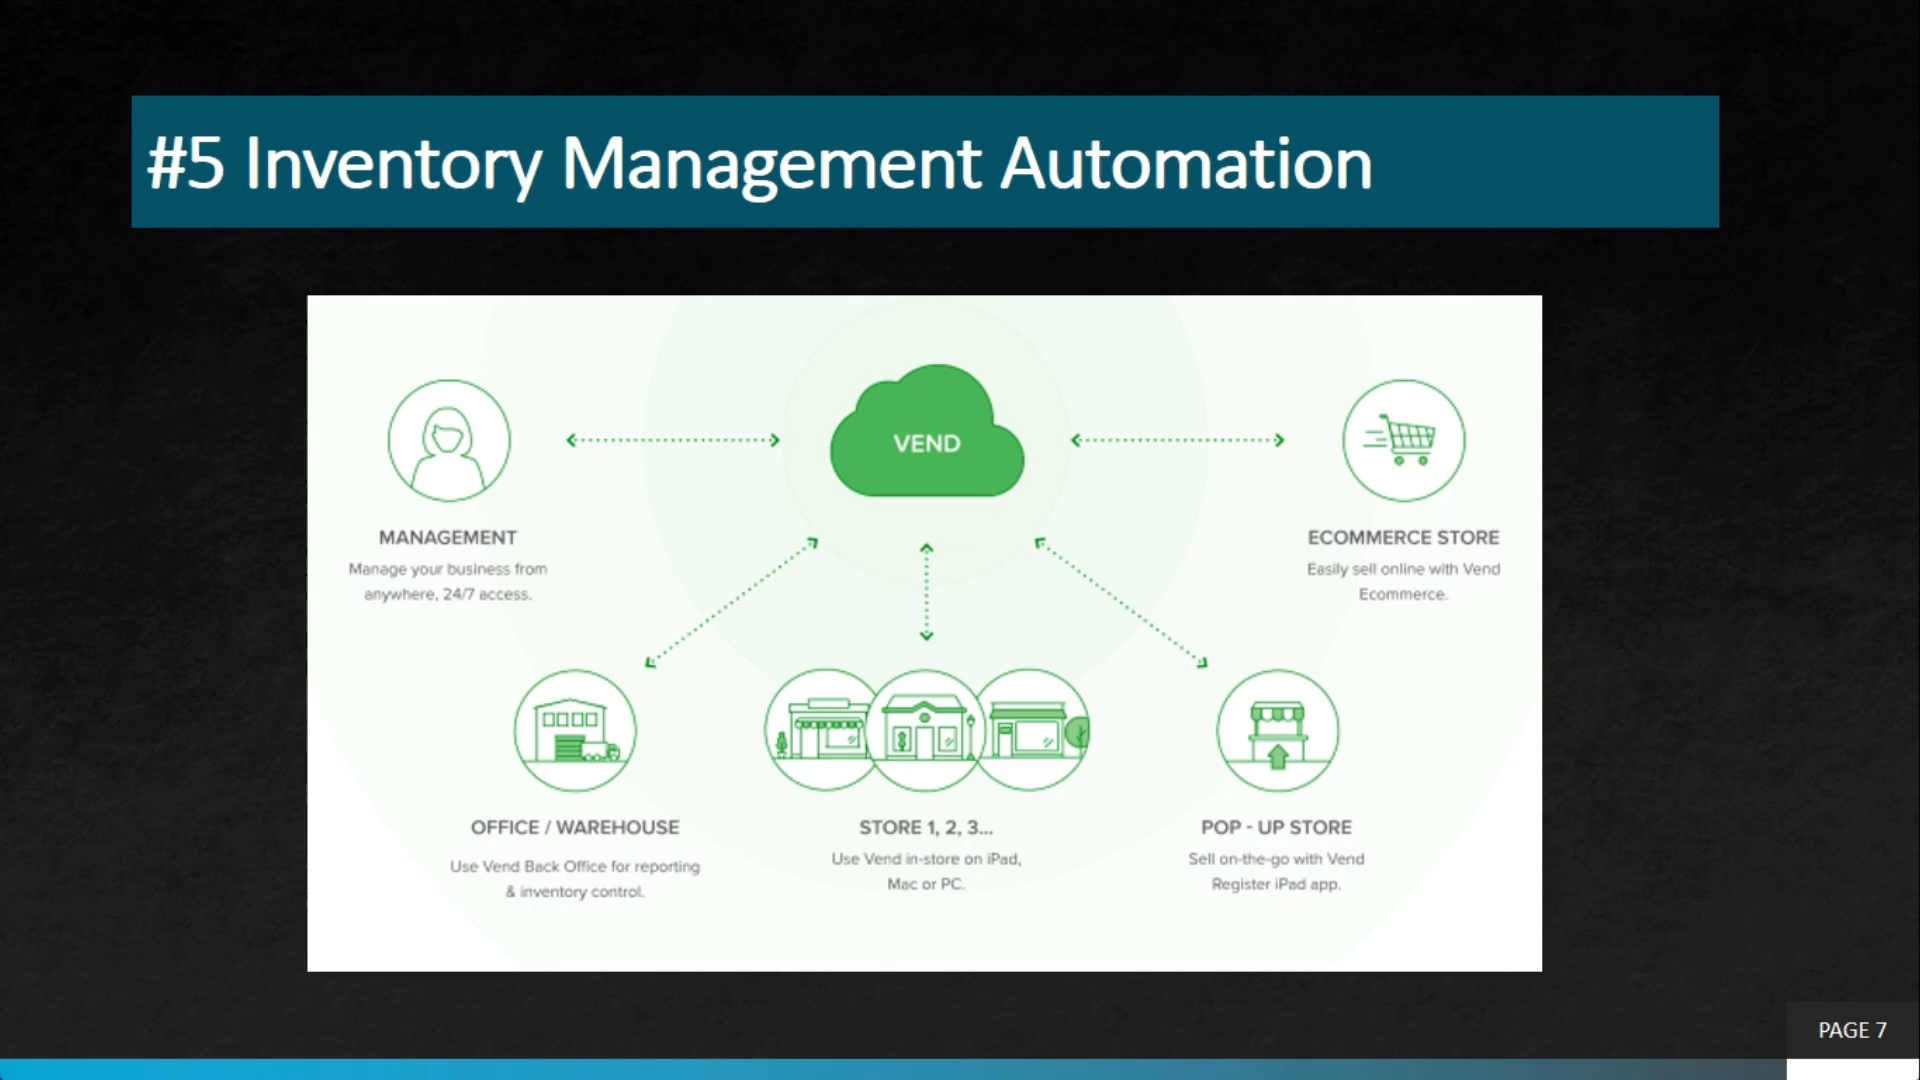 #5 Inventory Management Automation
VEND
MANAGEMENT
Manage your business from
anywhere, 24/7 access.
ECOMMERCE STORE
Easily sell online with Vend
Ecommerce.
OFFICE / WAREHOUSE
Use Vend Back Office for reporting
& inventory control.
STORE 1, 2, 3...
Use Vend in-store on iPad,
Mac or PC.
POP - UP STORE
Sell on-the-go with Vend
Register iPad app.
PAGE 7